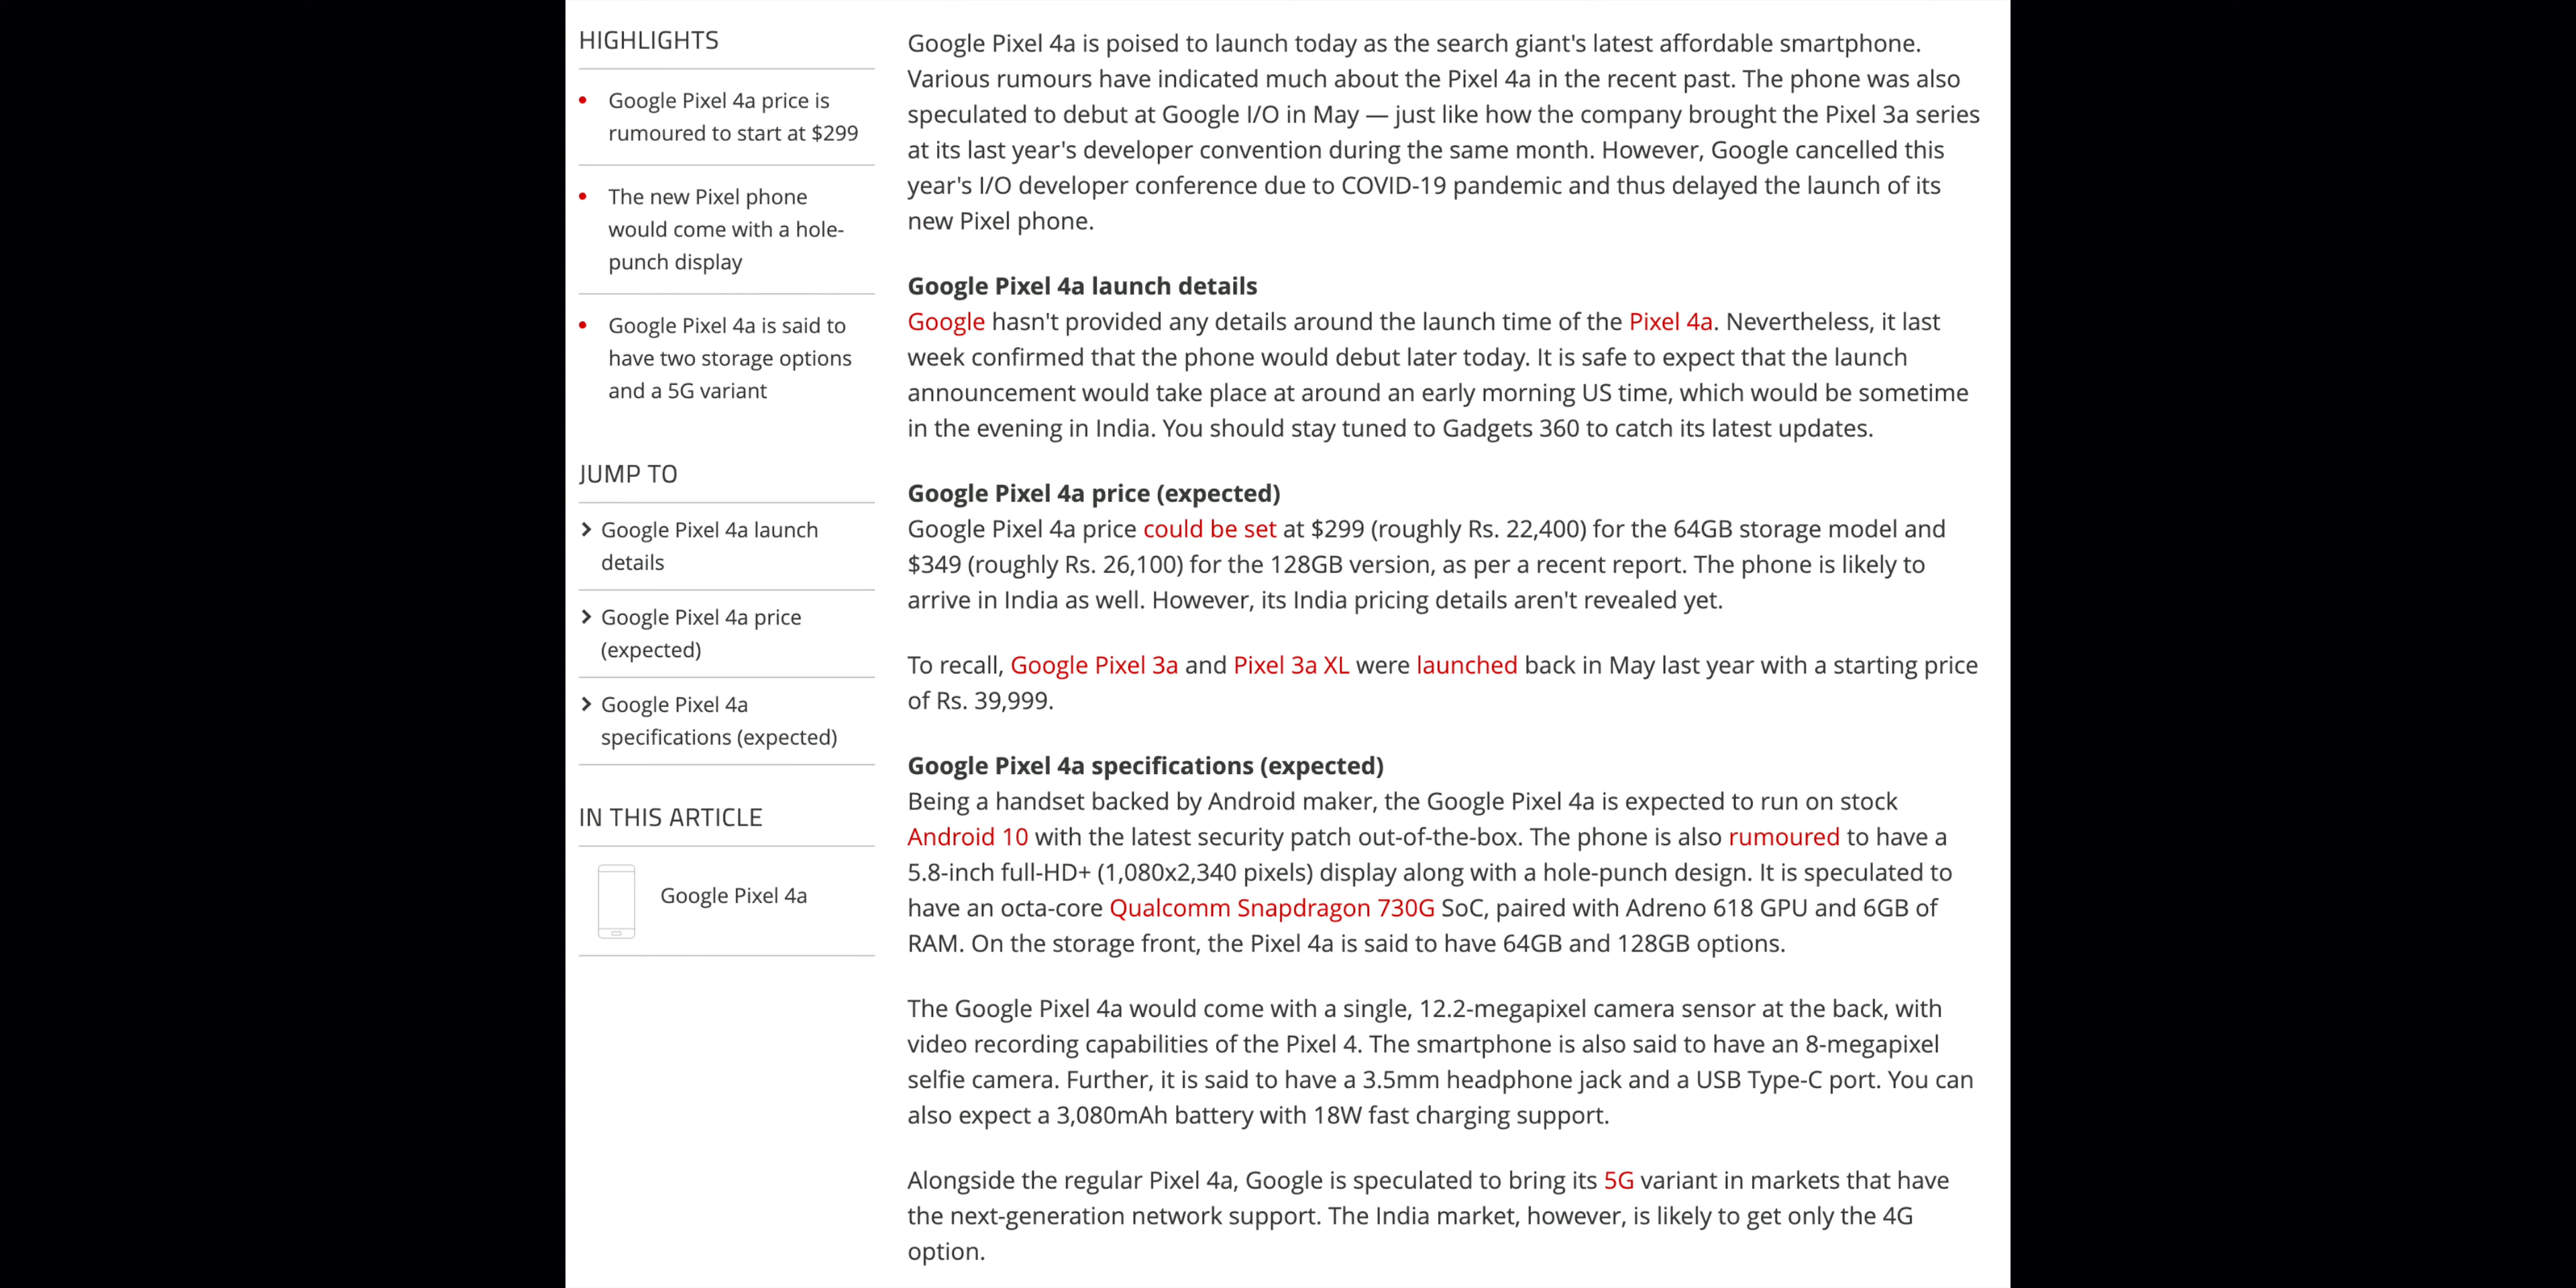 HIGHLIGHTS
Google Pixel 4a price is
rumoured to start at $299
The new Pixel phone
would come with a hole-
punch display
Google Pixel 4a is said to
have two storage options
and a 5G variant
JUMP TO
Google Pixel 4a launch
details
Google Pixel 4a price
(expected)
Google Pixel 4a
specifications (expected)
IN THIS ARTICLE
Google Pixel 4a
Google Pixel 4a is poised to launch today as the search giant's latest affordable smartphone.
Various rumours have indicated much about the Pixel 4a in the recent past. The phone was also
speculated to debut at Google I/O in May — just like how the company brought the Pixel 3a series
at its last year's developer convention during the same month. However, Google cancelled this
year's I/O developer conference due to COVID-19 pandemic and thus delayed the launch of its
new Pixel phone.
Google Pixel 4a launch details
Google hasn't provided any details around the launch time of the Pixel 4a. Nevertheless, it last
week confirmed that the phone would debut later today. It is safe to expect that the launch
announcement would take place at around an early morning US time, which would be sometime
in the evening in India. You should stay tuned to Gadgets 360 to catch its latest updates.
Google Pixel 4a price (expected)
Google Pixel 4a price could be set at $299 (roughly Rs. 22,400) for the 64GB storage model and
$349 (roughly Rs. 26,100) for the 128GB version, as per a recent report. The phone is likely to
arrive in India as well. However, its India pricing details aren't revealed yet.
To recall, Google Pixel 3a and Pixel 3a XL were launched back in May last year with a starting price
of Rs. 39,999.
Google Pixel 4a specifications (expected)
Being a handset backed by Android maker, the Google Pixel 4a is expected to run on stock
Android 10 with the latest security patch out-of-the-box. The phone is also rumoured to have a
5.8-inch full-HD+ (1,080x2,340 pixels) display along with a hole-punch design. It is speculated to
have an octa-core Qualcomm Snapdragon 730G SoC, paired with Adreno 618 GPU and 6GB of
RAM. On the storage front, the Pixel 4a is said to have 64GB and 128GB options.
The Google Pixel 4a would come with a single, 12.2-megapixel camera sensor at the back, with
video recording capabilities of the Pixel 4. The smartphone is also said to have an 8-megapixel
selfie camera. Further, it is said to have a 3.5mm headphone jack and a USB Type-C port. You can
also expect a 3,080mAh battery with 18W fast charging support.
Alongside the regular Pixel 4a, Google is speculated to bring its 5G variant in markets that have
the next-generation network support. The India market, however, is likely to get only the 4G
option.